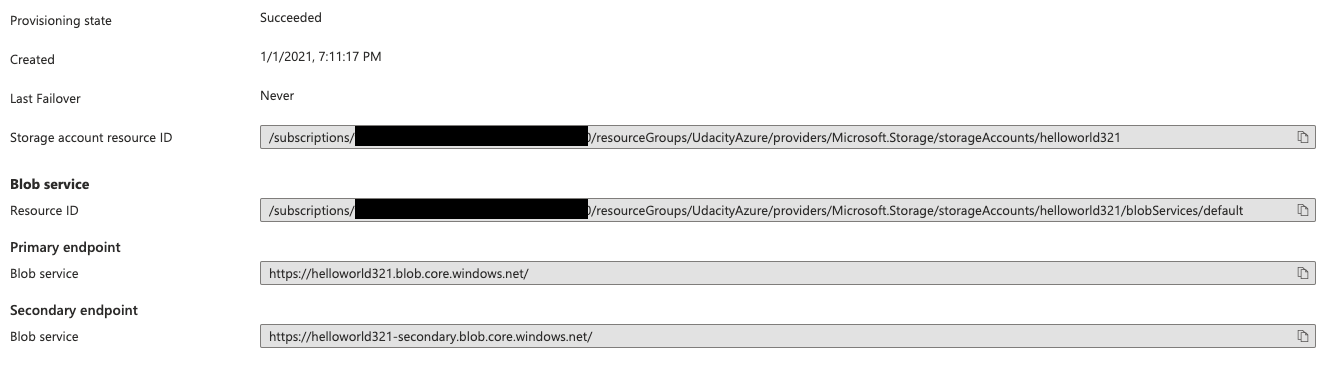 Provisioning state Succeeded
Created 1/1/2021, 7:11:17 PM
Last Failover Never
Storage account resource ID /subscriptions/ /resourceGroups/UdacityAzure/providers/Microsoft.Storage/storageAccounts/helloworld321
Blob service
Resource ID /subscriptions/ /resourceGroups/UdacityAzure/providers/Microsoft.Storage/storageAccounts/helloworld321/blobServices/default
Primary endpoint
Blob service https://helloworld321.blob.core.windows.net/
Secondary endpoint
Blob service https://helloworld321-secondary.blob.core.windows.net/